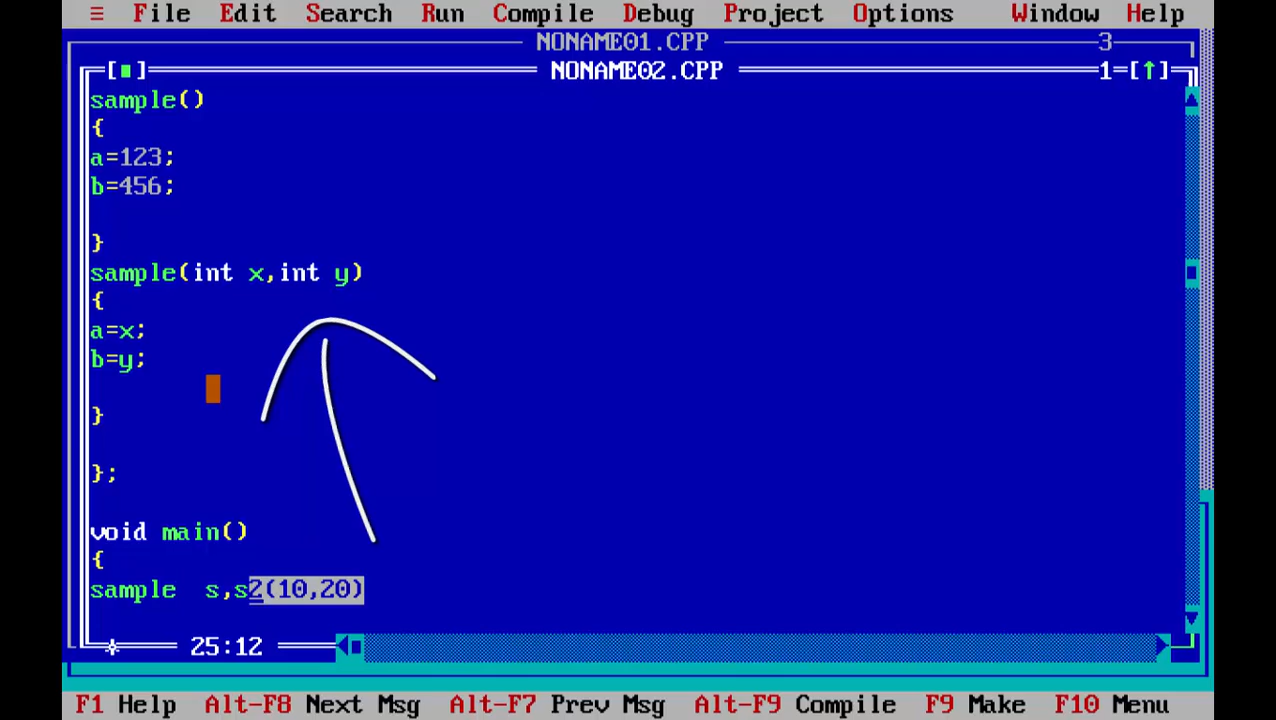 ≡ File Edit Search Run Compile Debug Project Options Window Help
NONAME01.CPP 3
[■] NONAME02.CPP 1=[↑]
sample()
{
a=123;
b=456;
}
sample(int x,int y)
{
a=x;
b=y;
}
};
void main()
{
sample  s,s2(10,20)
25:12
F1 Help Alt-F8 Next Msg Alt-F7 Prev Msg Alt-F9 Compile F9 Make F10 Menu